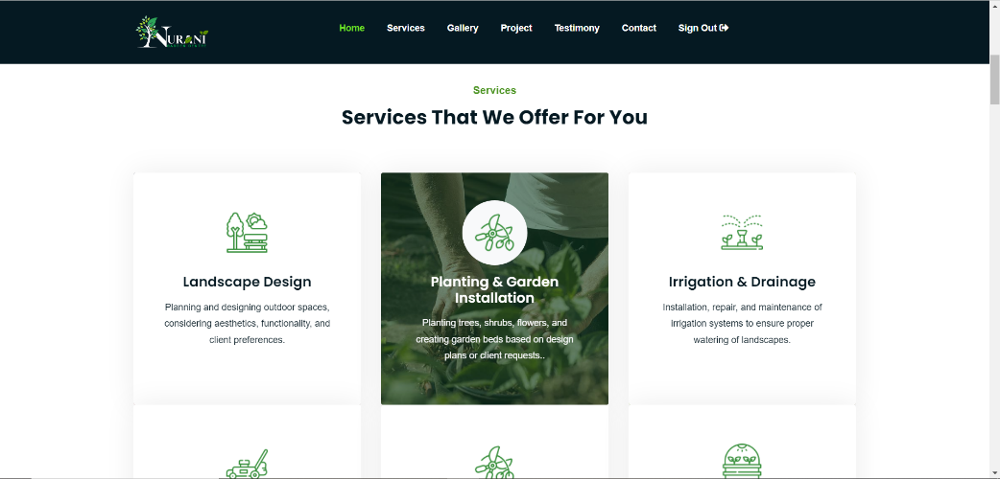 NURANI
Home Services Gallery Project Testimony Contact Sign Out
Services
Services That We Offer For You
Landscape Design
Planning and designing outdoor spaces,
considering aesthetics, functionality, and
client preferences.
Planting & Garden
Installation
Planting trees, shrubs, flowers, and
creating garden beds based on design
plans or client requests..
Irrigation & Drainage
Installation, repair, and maintenance of
irrigation systems to ensure proper
watering of landscapes.